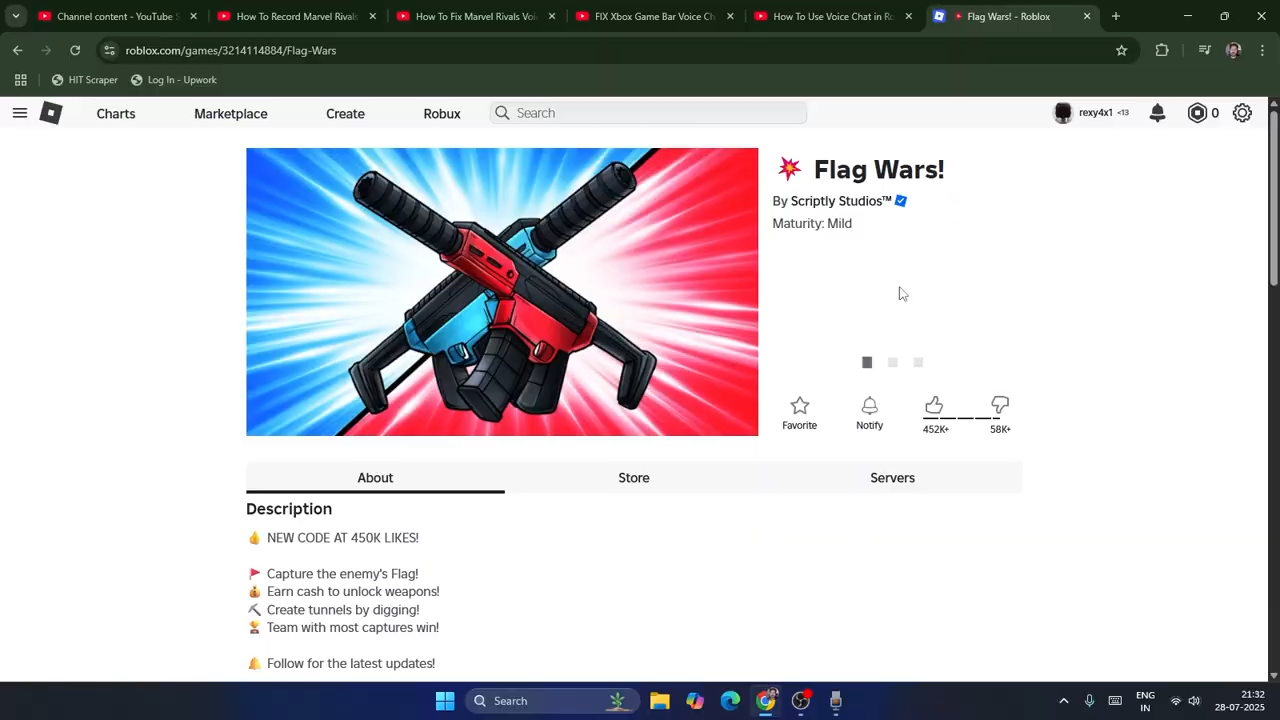 Content content - YouTube S
How To Record Marvel Rivals
How To Fix Marvel Rivals Voi
FIX Xbox Game Bar Voice Ch
How To Use Voice Chat in Ro
Flag Wars! - Roblox
roblox.com/games/3214114884/Flag-Wars
HIT Scraper
Log In - Upwork
Charts
Marketplace
Create
Robux
Search
rexy4x1 <13
0
Flag Wars!
By Scriptly Studios™
Maturity: Mild
Favorite
Notify
452K+
58K+
About
Store
Servers
Description
NEW CODE AT 450K LIKES!
Capture the enemy's Flag!
Earn cash to unlock weapons!
Create tunnels by digging!
Team with most captures win!
Follow for the latest updates!
Search
ENG
IN
21:32
28-07-2025